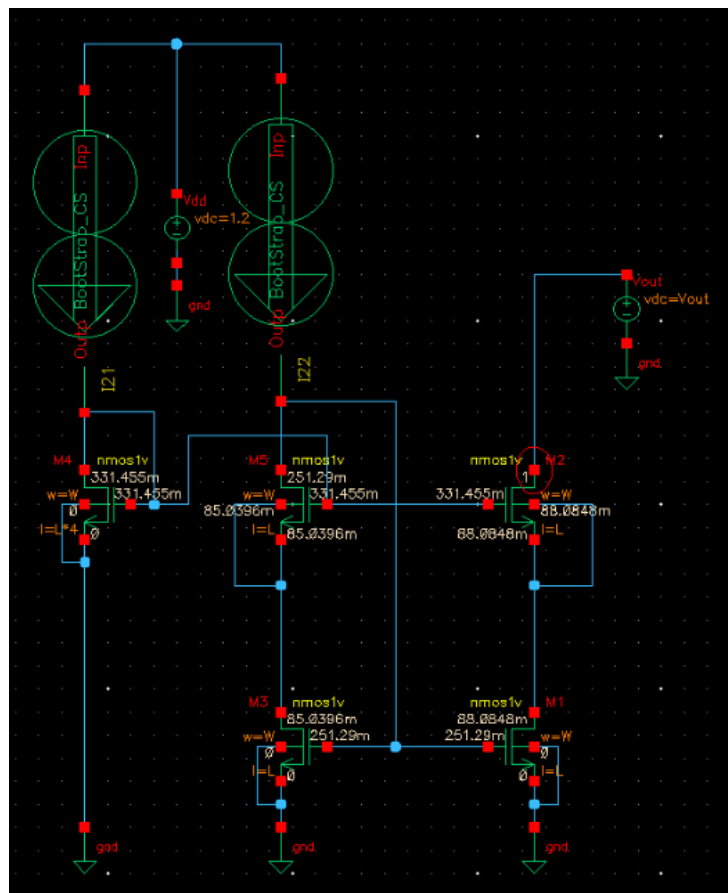 Inp
BootStrap_CS
Outp
I21
Vdd
vdc=1.2
gnd
Inp
BootStrap_CS
Outp
I22
Vout
vdc=Vout
gnd
M4
nmos1v
331.455m
w=W
331.455m
0
l=L*4
0
M5
nmos1v
251.29m
w=W
331.455m
85.0396m
l=L
85.0396m
nmos1v
M2
1
331.455m
w=W
88.0848m
l=L
88.0848m
M3
nmos1v
85.0396m
w=W
251.29m
0
l=L
0
nmos1v
M1
88.0848m
251.29m
w=W
0
l=L
0
gnd
gnd
gnd